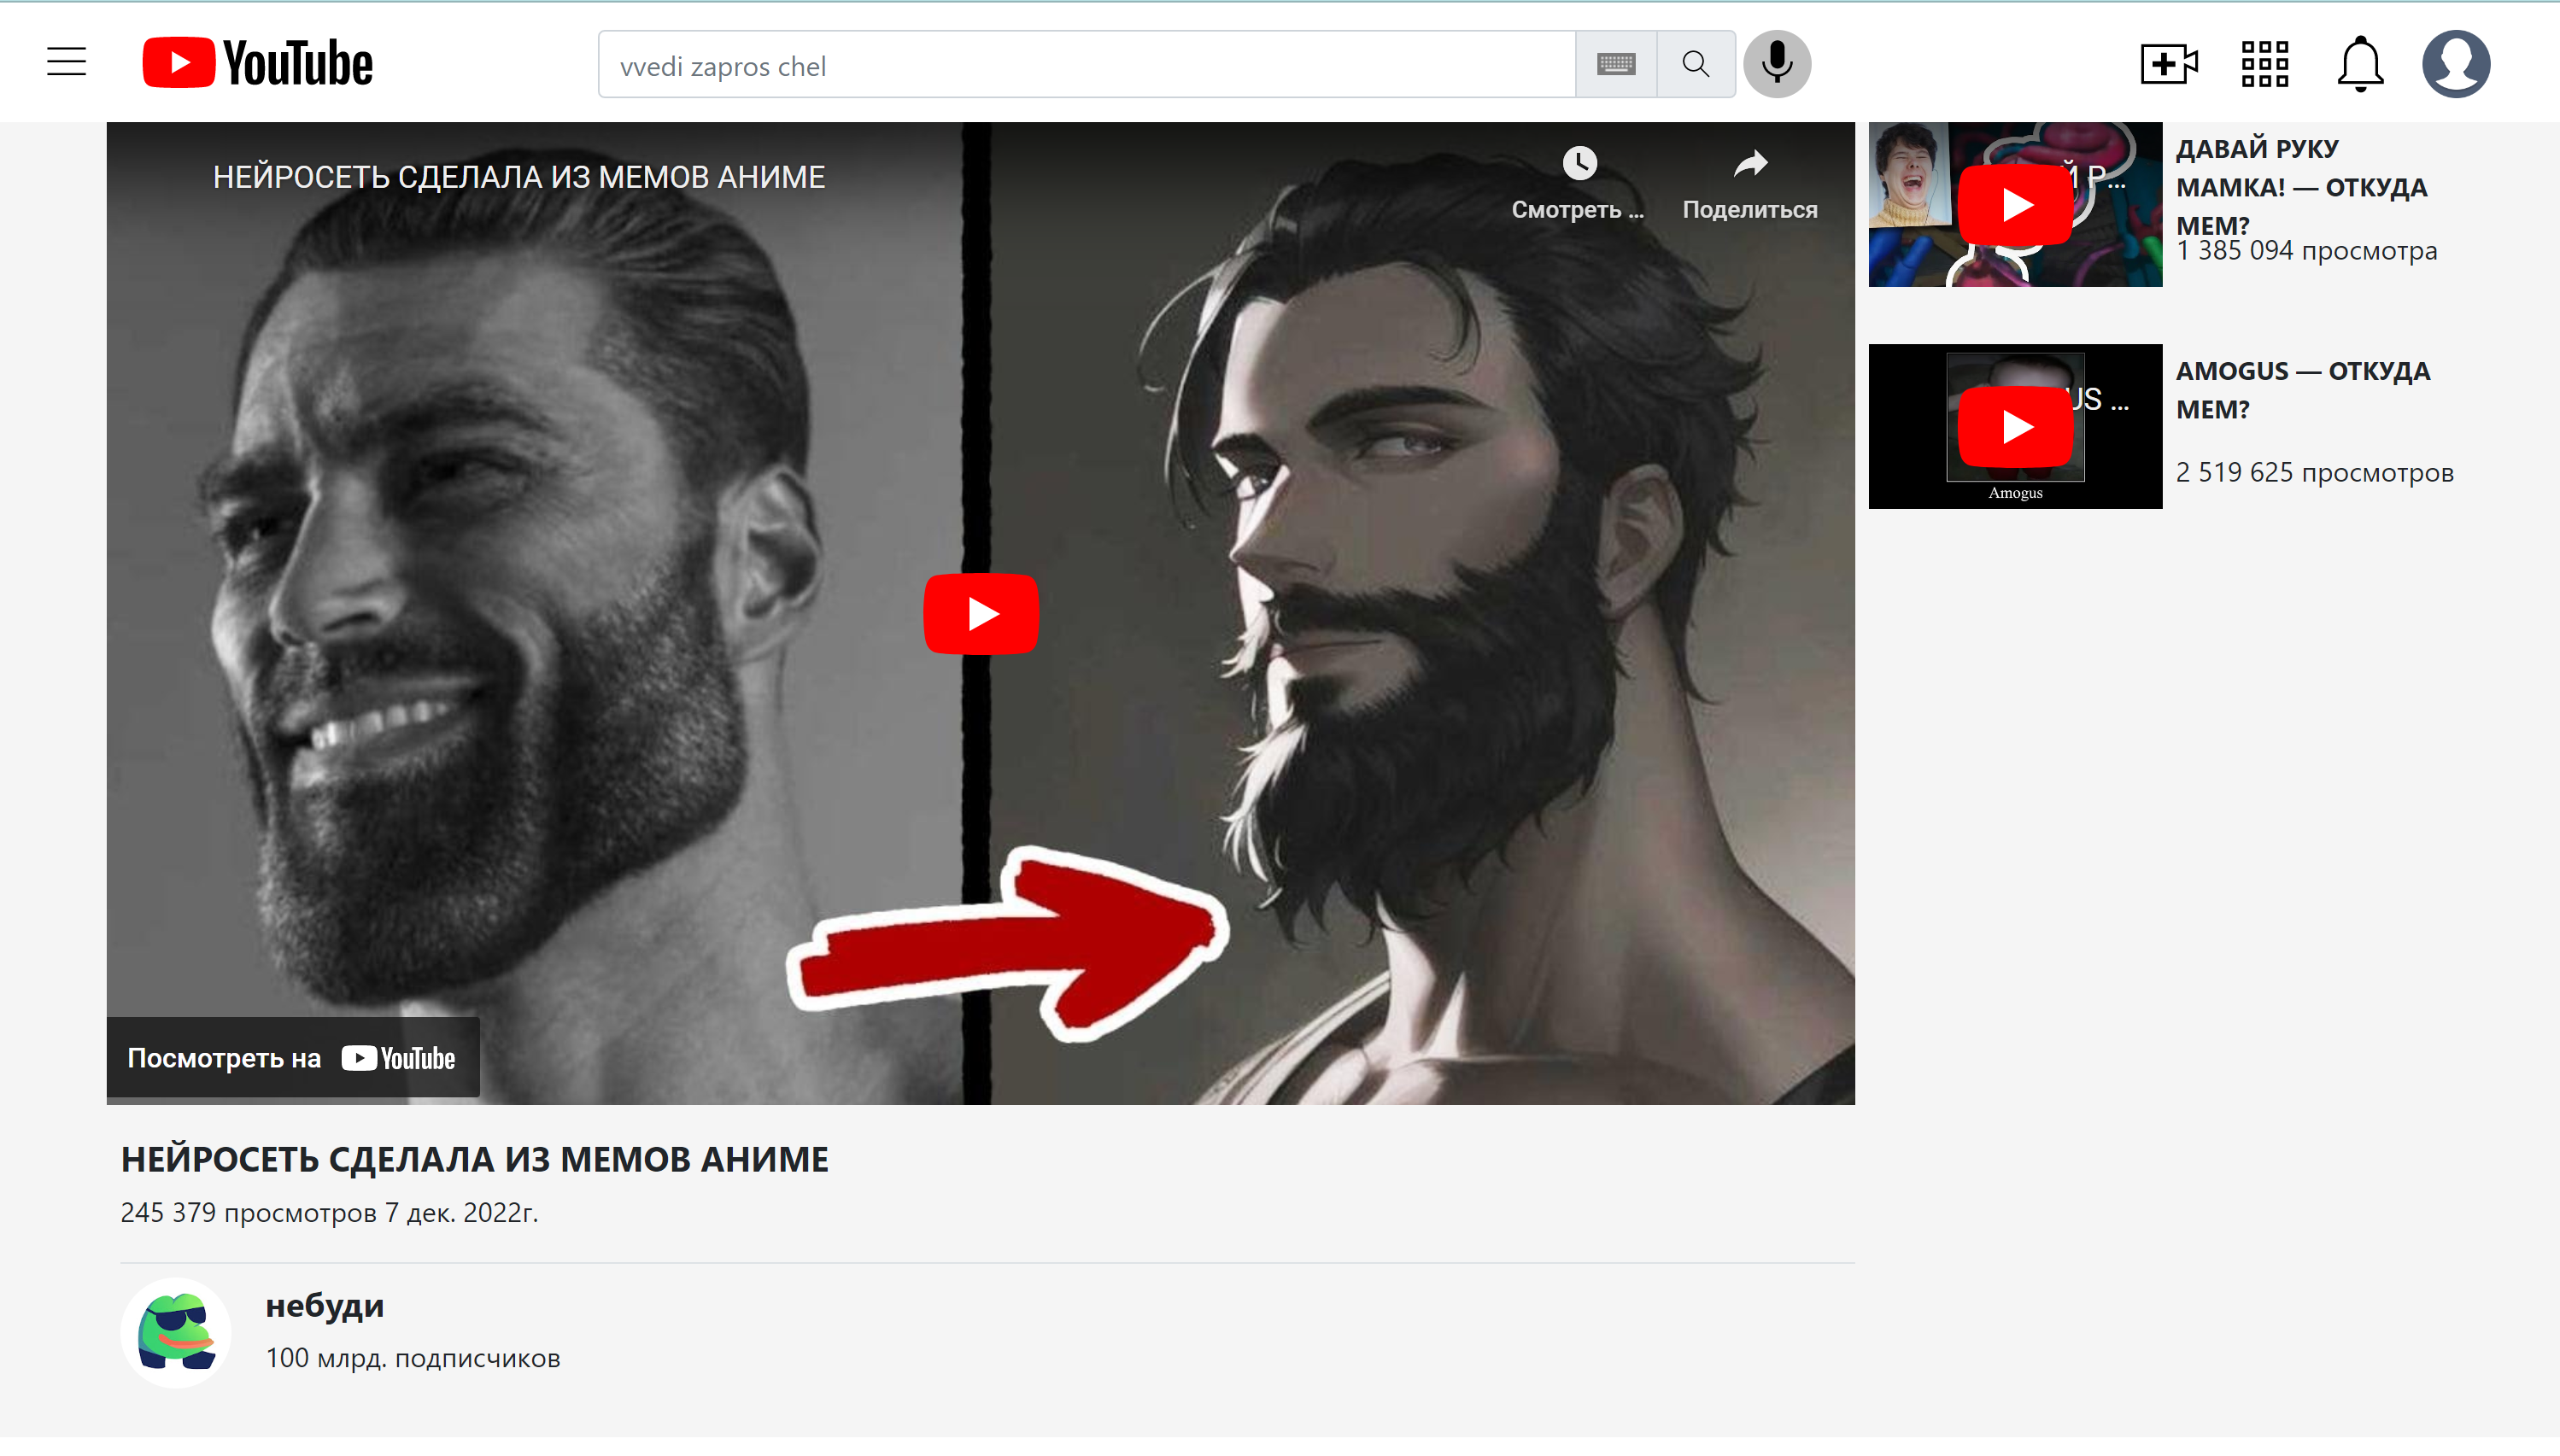 YouTube
vvedi zapros chel
НЕЙРОСЕТЬ СДЕЛАЛА ИЗ МЕМОВ АНИМЕ
Смотреть ...
Поделиться
Посмотреть на YouTube
НЕЙРОСЕТЬ СДЕЛАЛА ИЗ МЕМОВ АНИМЕ
245 379 просмотров 7 дек. 2022г.
небуди
100 млрд. подписчиков
Й Р...
ДАВАЙ РУКУ
МАМКА! — ОТКУДА
МЕМ?
1 385 094 просмотра
US ...
Amogus
AMOGUS — ОТКУДА
МЕМ?
2 519 625 просмотров